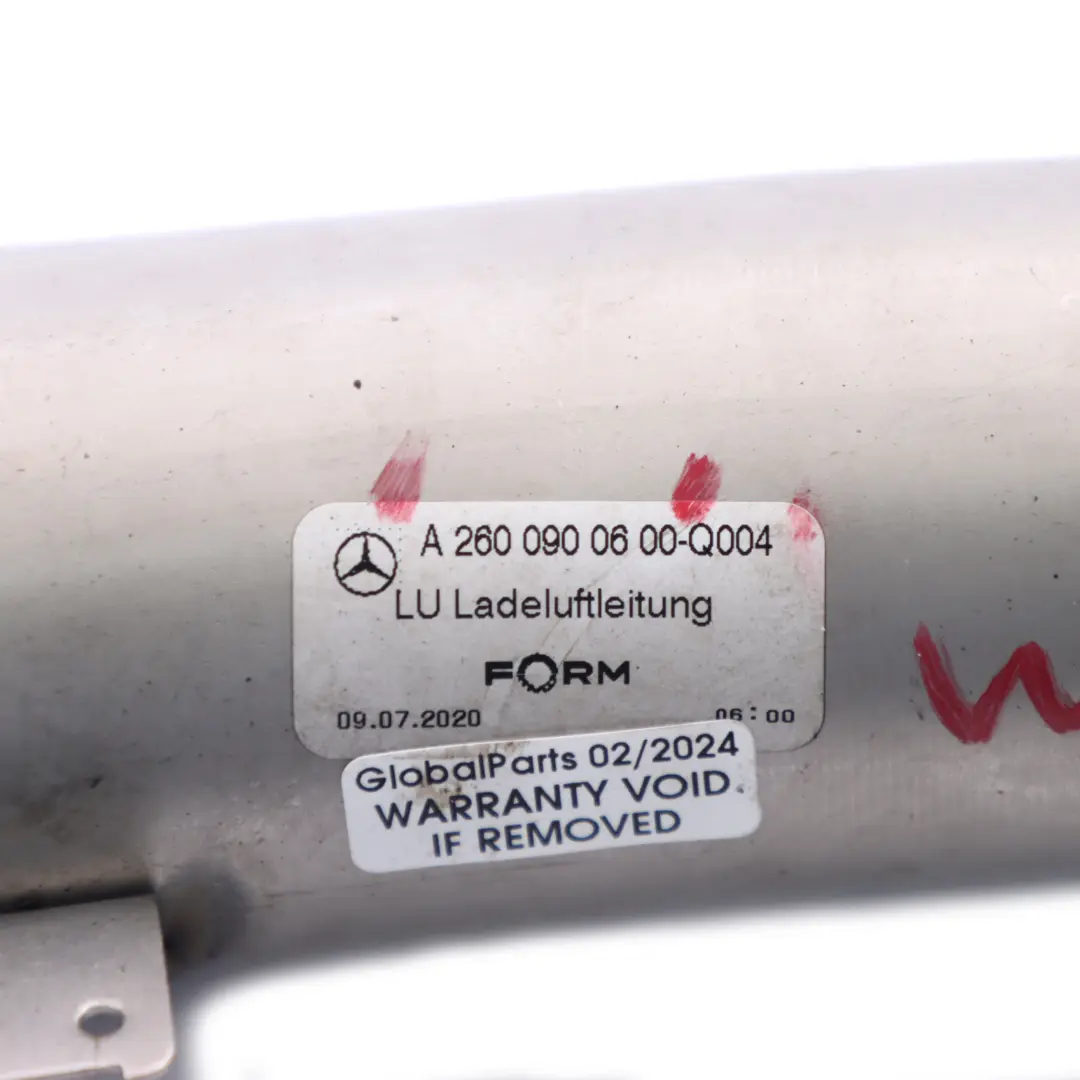 A 260 090 06 00-Q004
LU Ladeluftleitung
FORM
09.07.2020 06:00
GlobalParts 02/2024
WARRANTY VOID
IF REMOVED